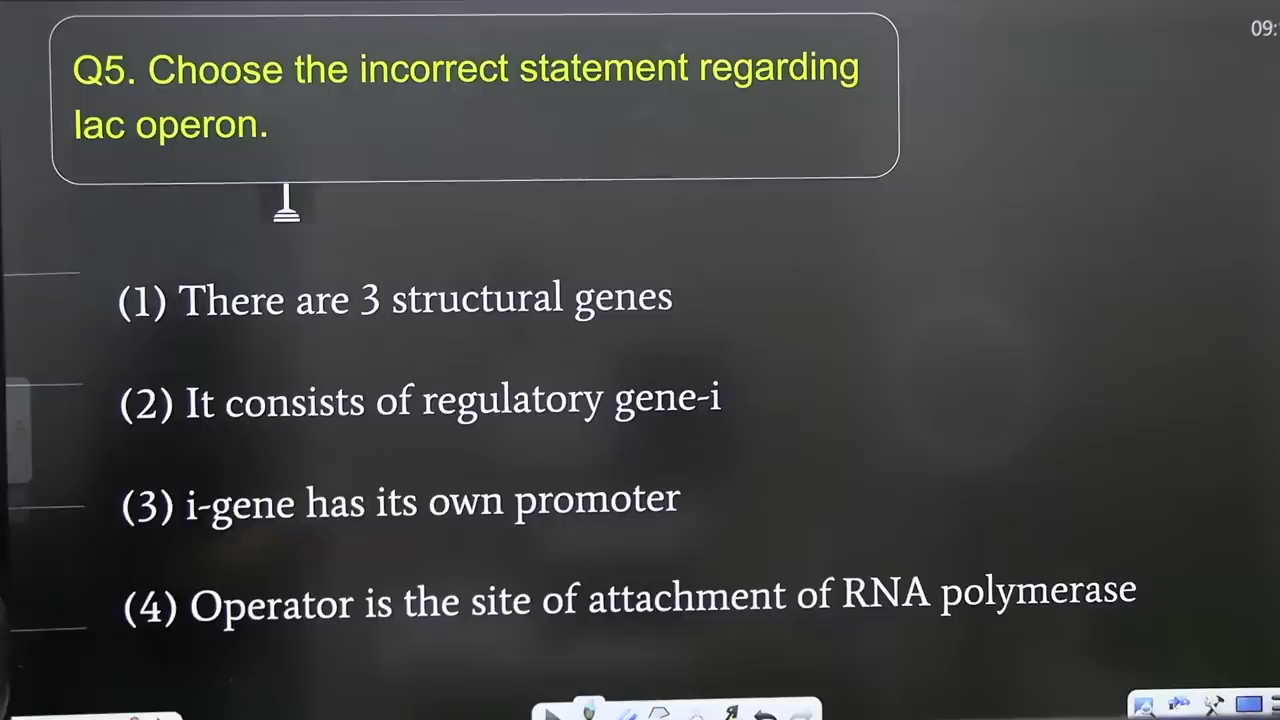 Q5. Choose the incorrect statement regarding
lac operon.
(1) There are 3 structural genes
(2) It consists of regulatory gene-i
(3) i-gene has its own promoter
(4) Operator is the site of attachment of RNA polymerase